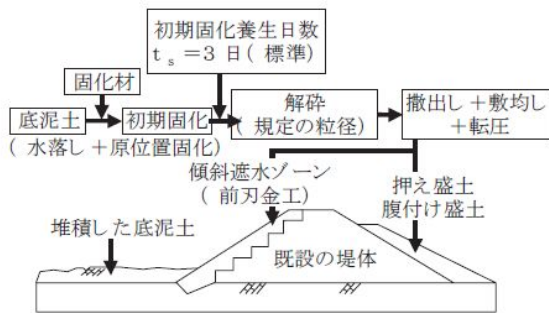 初期固化養生日数
ts=3日(標準)
固化材
底泥土
初期固化
解砕
(規定の粒径)
撒出し+敷均し
+転圧
(水落し+原位置固化)
傾斜遮水ゾーン
(前刃金工)
押え盛土
腹付け盛土
堆積した底泥土
既設の堤体